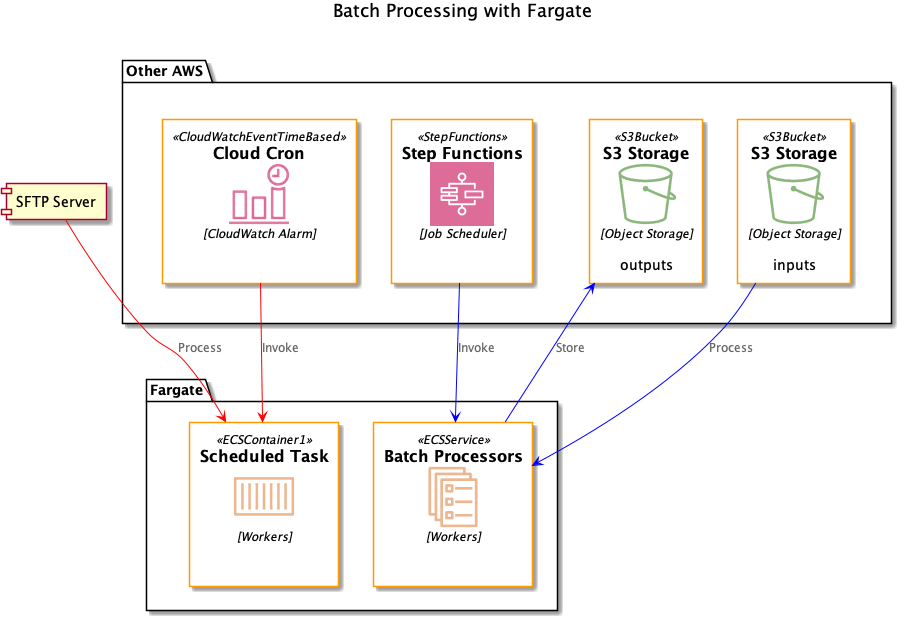 Batch Processing with Fargate
Other AWS
«CloudWatchEventTimeBased»
Cloud Cron
[CloudWatch Alarm]
«StepFunctions»
Step Functions
[Job Scheduler]
«S3Bucket»
S3 Storage
[Object Storage]
outputs
«S3Bucket»
S3 Storage
[Object Storage]
inputs
SFTP Server
Process
Invoke
Invoke
Store
Process
Fargate
«ECSContainer1»
Scheduled Task
[Workers]
«ECSService»
Batch Processors
[Workers]